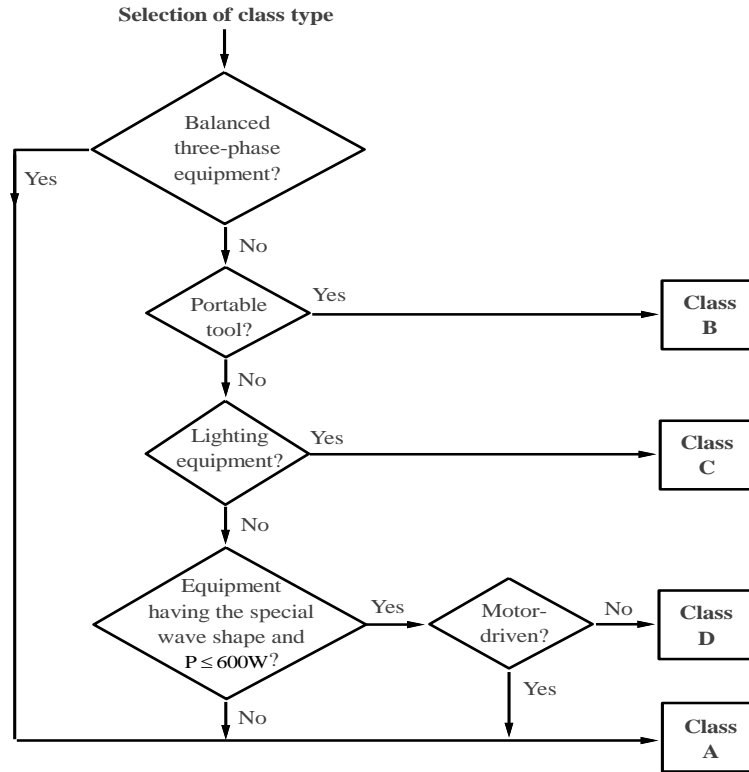 Selection of class type
Balanced
three-phase
equipment?
Yes
No
Portable
tool?
Yes
Class
B
No
Lighting
equipment?
Yes
Class
C
No
Equipment
having the special
wave shape and
P ≤ 600W?
Yes
Motor-
driven?
No
Class
D
Yes
No
Class
A